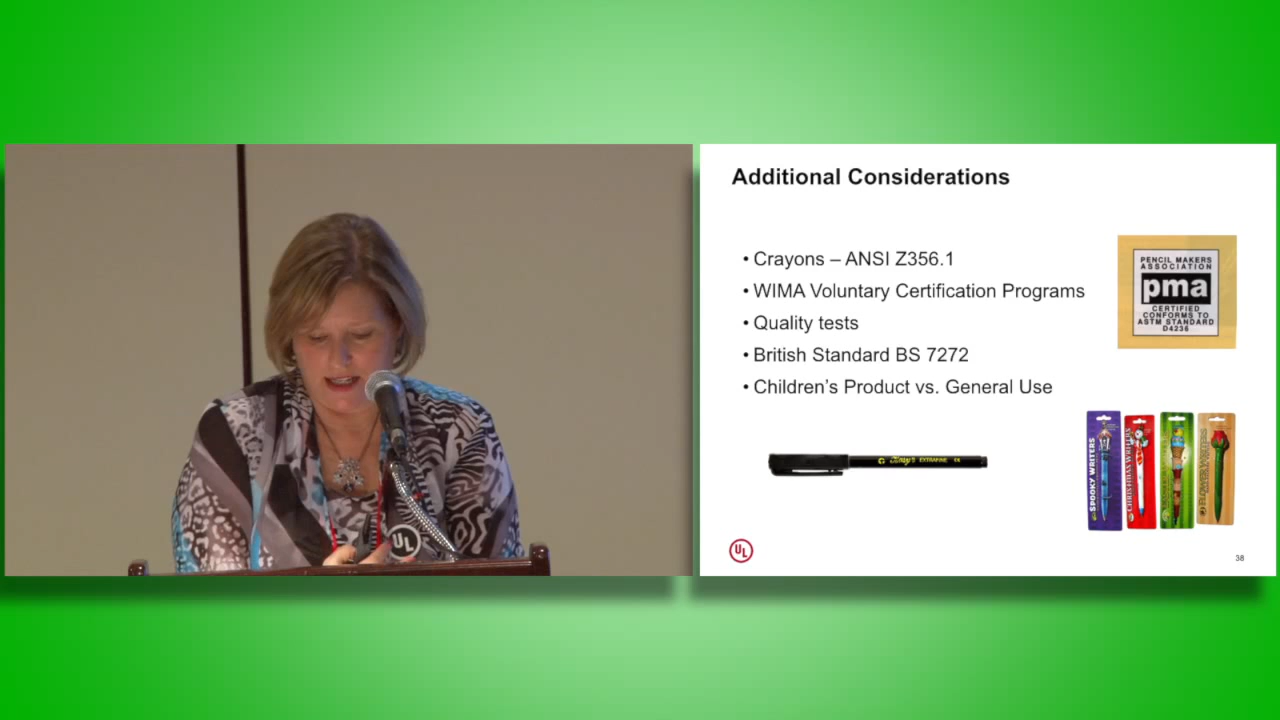 Additional Considerations
• Crayons – ANSI Z356.1
• WIMA Voluntary Certification Programs
• Quality tests
• British Standard BS 7272
• Children's Product vs. General Use
PENCIL MAKERS
ASSOCIATION
pma
CERTIFIED
CONFORMS TO
ASTM STANDARD
D4236
EXTRAFINE
SPOOKY WRITERS
CHRISTMAS WRITERS
UL
UL
38